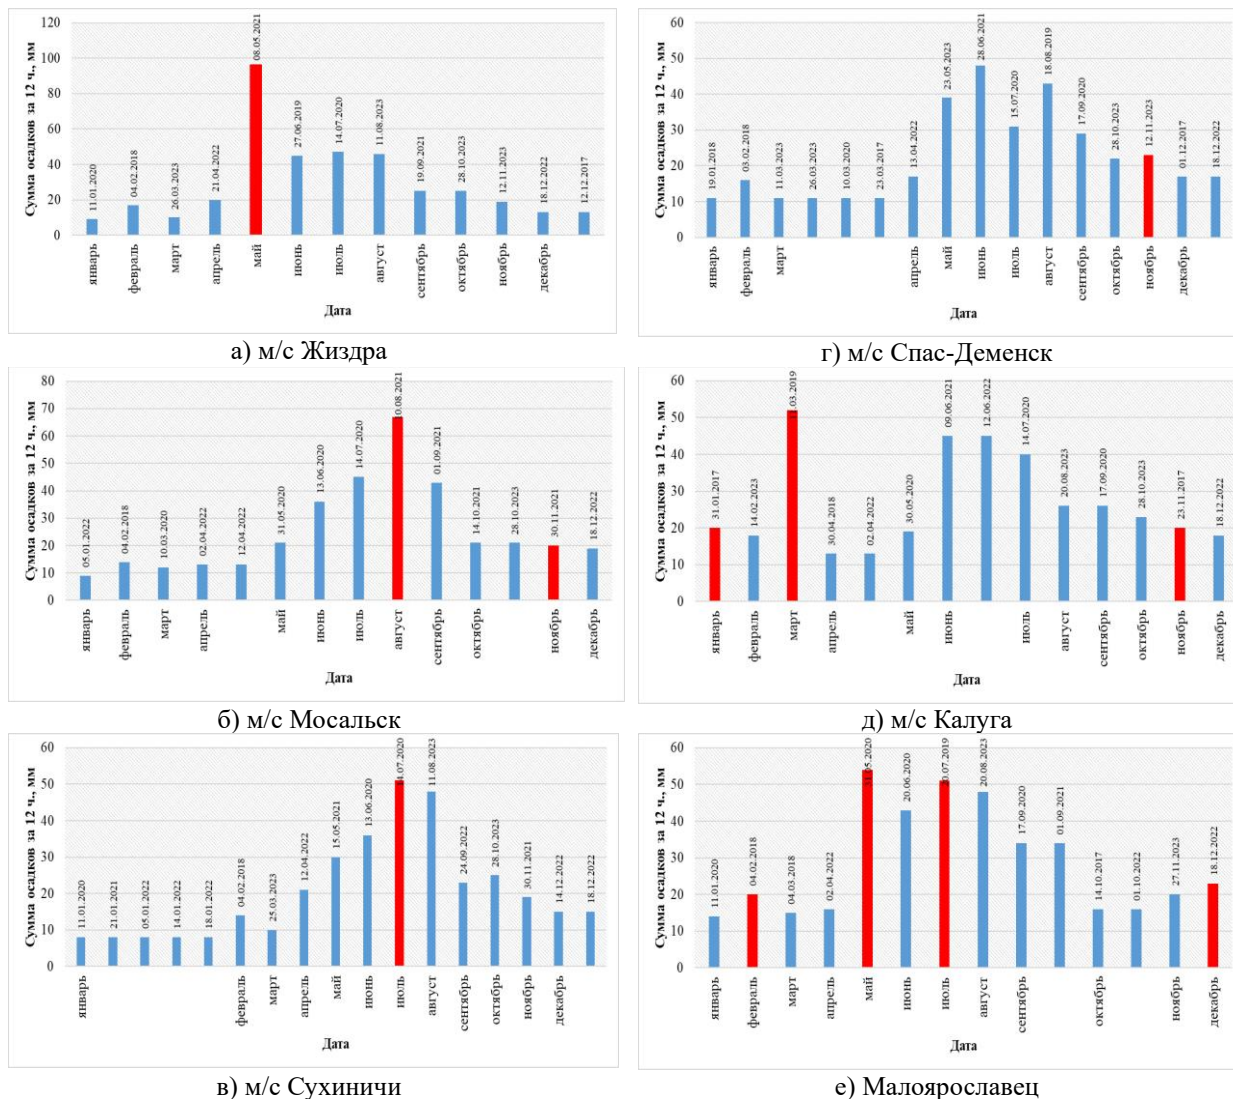 Сумма осадков за 12 ч., мм
120
100
80
60
40
20
0
11.01.2020
04.02.2018
26.03.2023
21.04.2022
08.05.2021
27.06.2019
14.07.2020
11.08.2023
19.09.2021
28.10.2023
12.11.2023
18.12.2022
12.12.2017
январь
февраль
март
апрель
май
июнь
июль
август
сентябрь
октябрь
ноябрь
декабрь
Дата
а) м/с Жиздра
Сумма осадков за 12 ч., мм
60
50
40
30
20
10
0
19.01.2018
03.02.2018
11.03.2023
26.03.2023
10.03.2020
23.03.2017
13.04.2022
23.05.2023
28.06.2021
15.07.2020
18.08.2019
17.09.2020
28.10.2023
12.11.2023
01.12.2017
18.12.2022
январь
февраль
март
апрель
май
июнь
июль
август
сентябрь
октябрь
ноябрь
декабрь
Дата
г) м/с Спас-Деменск
Сумма осадков за 12 ч., мм
80
70
60
50
40
30
20
10
0
05.01.2022
04.02.2018
10.03.2020
02.04.2022
12.04.2022
31.05.2020
13.06.2020
14.07.2020
10.08.2021
01.09.2021
14.10.2021
28.10.2023
30.11.2021
18.12.2022
январь
февраль
март
апрель
май
июнь
июль
август
сентябрь
октябрь
ноябрь
декабрь
Дата
б) м/с Мосальск
Сумма осадков за 12 ч., мм
60
50
40
30
20
10
0
31.01.2017
14.02.2023
30.04.2018
02.04.2022
30.05.2020
09.06.2021
12.06.2022
14.07.2020
20.08.2023
17.09.2020
28.10.2023
23.11.2017
18.12.2022
январь
февраль
март
апрель
май
июнь
июль
август
сентябрь
октябрь
ноябрь
декабрь
Дата
д) м/с Калуга
Сумма осадков за 12 ч., мм
60
50
40
30
20
10
0
11.01.2020
21.01.2021
05.01.2022
14.01.2022
18.01.2022
04.02.2018
25.03.2023
12.04.2022
15.05.2021
13.06.2020
14.07.2020
11.08.2023
24.09.2022
28.10.2023
30.11.2021
14.12.2022
18.12.2022
январь
февраль
март
апрель
май
июнь
июль
август
сентябрь
октябрь
ноябрь
декабрь
Дата
в) м/с Сухиничи
Сумма осадков за 12 ч., мм
60
50
40
30
20
10
0
11.01.2020
04.02.2018
04.03.2018
02.04.2022
20.06.2020
20.08.2023
17.09.2020
01.09.2021
14.10.2017
01.10.2022
27.11.2023
18.12.2022
январь
февраль
март
апрель
май
июнь
июль
август
сентябрь
октябрь
ноябрь
декабрь
Дата
е) Малоярославец